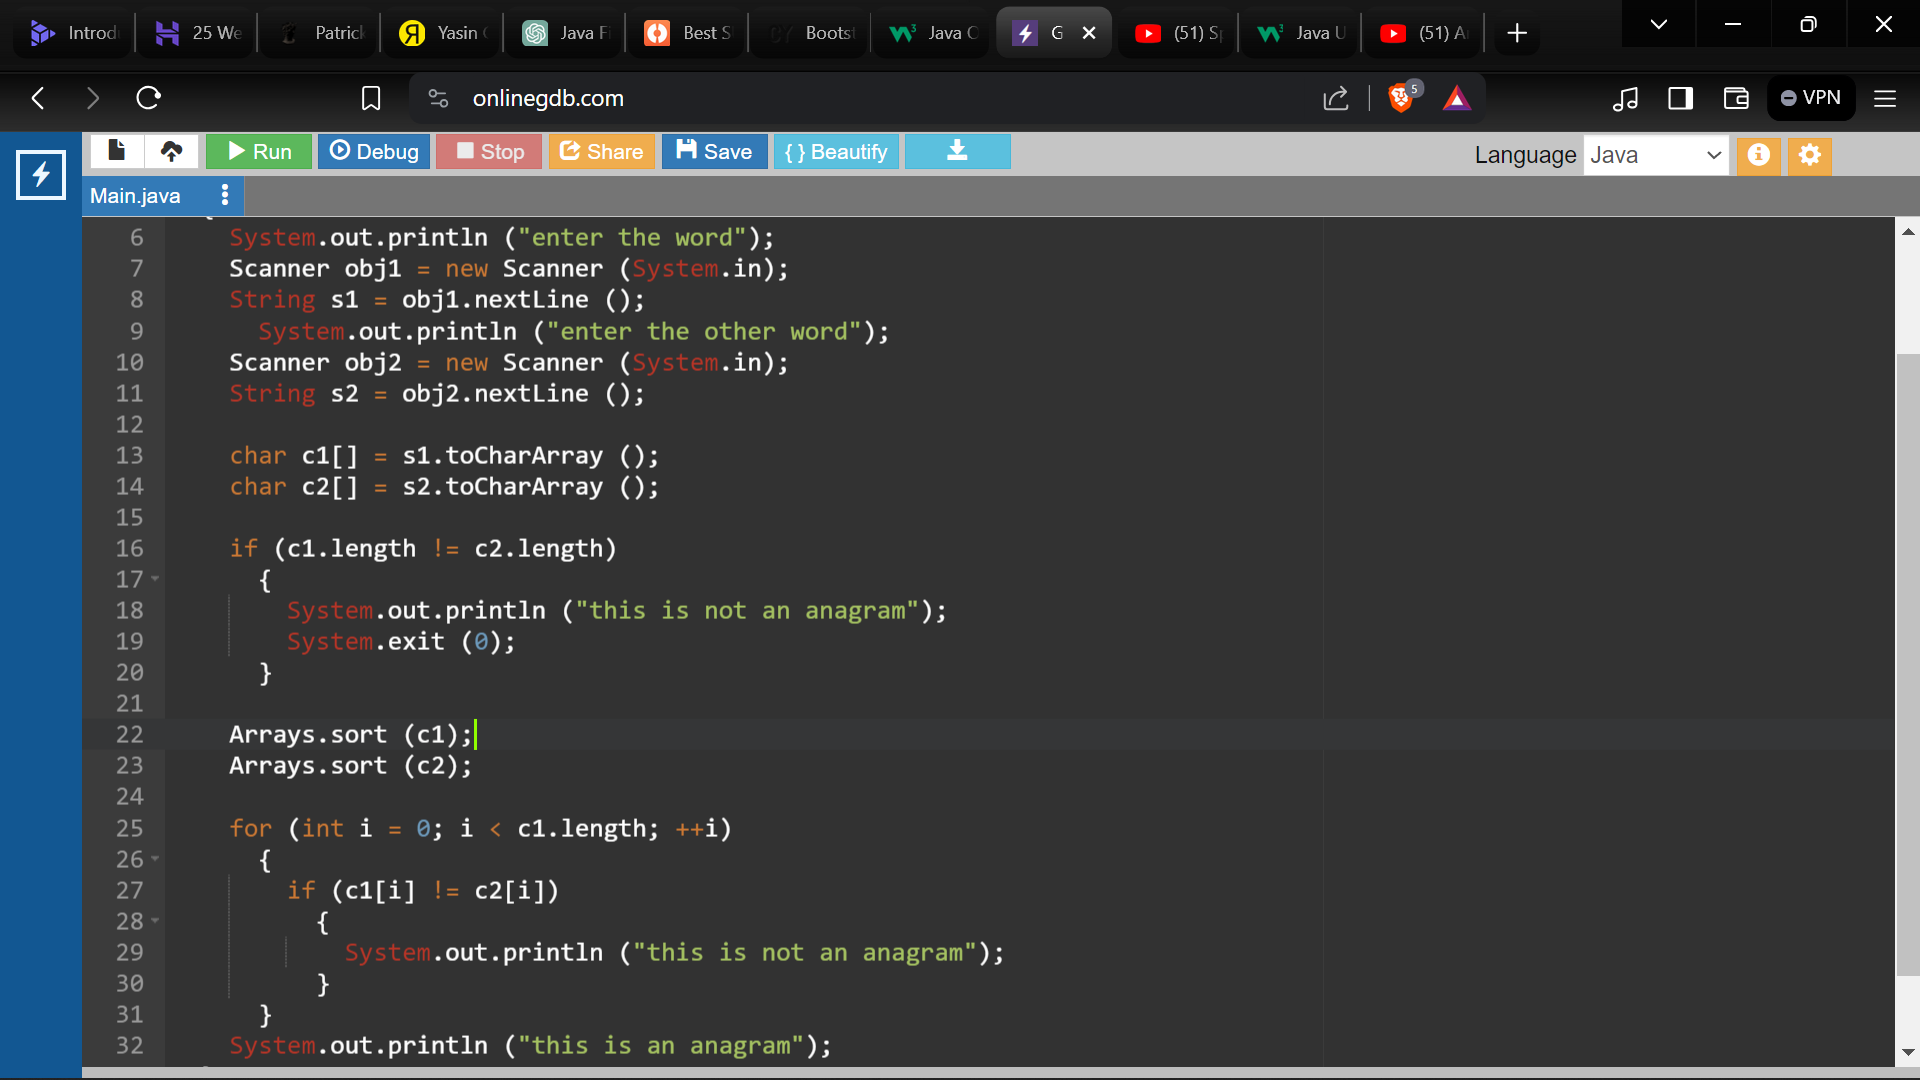 Introd
25 We
Patric
Yasin
Java F
Best S
Boots
Java C
G
(51) S
Java U
(51) A
onlinegdb.com
5
VPN
Run
Debug
Stop
Share
Save
{ } Beautify
Language
Java
Main.java
6 System.out.println ("enter the word");
7 Scanner obj1 = new Scanner (System.in);
8 String s1 = obj1.nextLine ();
9 System.out.println ("enter the other word");
10 Scanner obj2 = new Scanner (System.in);
11 String s2 = obj2.nextLine ();
12
13 char c1[] = s1.toCharArray ();
14 char c2[] = s2.toCharArray ();
15
16 if (c1.length != c2.length)
17 {
18 System.out.println ("this is not an anagram");
19 System.exit (0);
20 }
21
22 Arrays.sort (c1);
23 Arrays.sort (c2);
24
25 for (int i = 0; i < c1.length; ++i)
26 {
27 if (c1[i] != c2[i])
28 {
29 System.out.println ("this is not an anagram");
30 }
31 }
32 System.out.println ("this is an anagram");